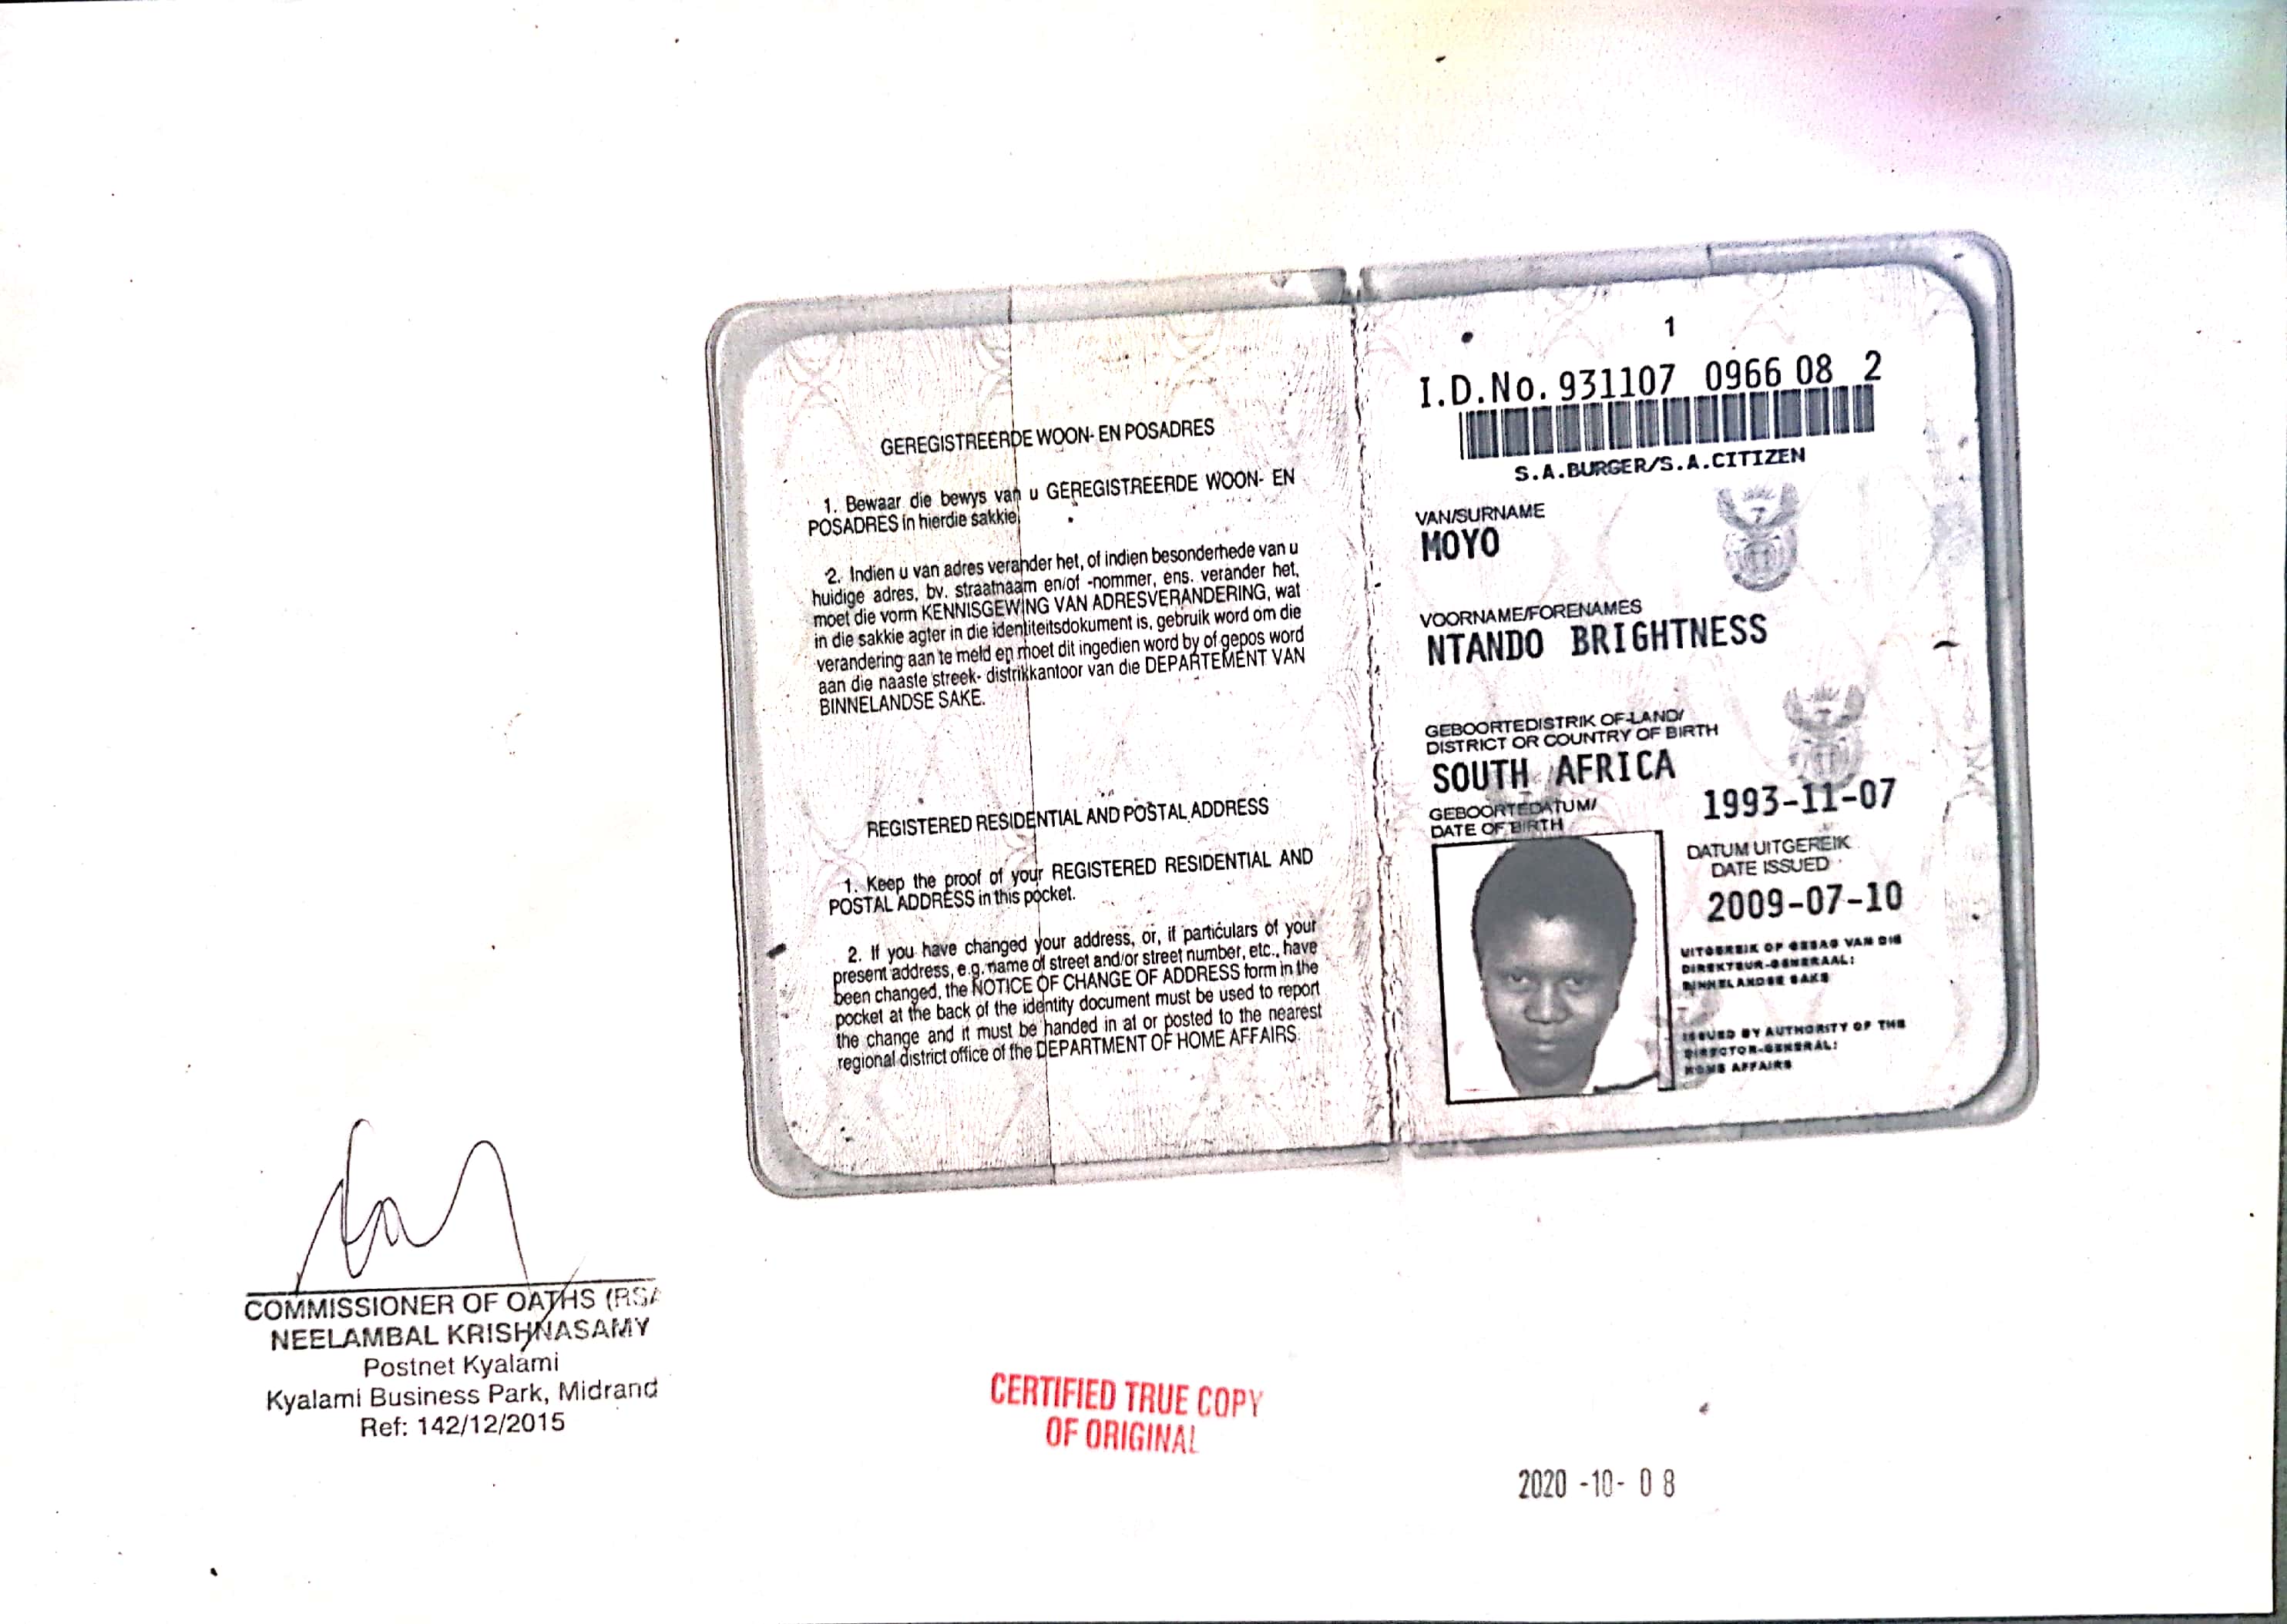 GEREGISTREERDE WOON- EN POSADRES
1. Bewaar die bewys van u GEREGISTREERDE WOON- EN
POSADRES in hierdie sakkie.
2. Indien u van adres verander het, of indien besonderhede van u
huidige adres, bv. straatnaam en/of -nommer, ens. verander het,
moet die vorm KENNISGEWING VAN ADRESVERANDERING, wat
in die sakkie agter in die identiteitsdokument is, gebruik word om die
verandering aan te meld en moet dit ingedien word by of gepos word
aan die naaste streek- distrikkantoor van die DEPARTEMENT VAN
BINNELANDSE SAKE.
REGISTERED RESIDENTIAL AND POSTAL ADDRESS
1. Keep the proof of your REGISTERED RESIDENTIAL AND
POSTAL ADDRESS in this pocket.
2. If you have changed your address, or, if particulars of your
present address, e.g. name of street and/or street number, etc., have
been changed, the NOTICE OF CHANGE OF ADDRESS form in the
pocket at the back of the identity document must be used to report
the change and it must be handed in at or posted to the nearest
regional district office of the DEPARTMENT OF HOME AFFAIRS.
1
I.D.No. 931107 0966 08 2
S.A.BURGER/S.A.CITIZEN
VAN/SURNAME
MOYO
VOORNAME/FORENAMES
NTANDO BRIGHTNESS
GEBOORTEDISTRIK OF-LAND/
DISTRICT OR COUNTRY OF BIRTH
SOUTH AFRICA
GEBOORTEDATUM/
DATE OF BIRTH
1993-11-07
DATUM UITGEREIK
DATE ISSUED
2009-07-10
UITGEREIK OP GESAG VAN DIE
DIREKTEUR-GENERAAL:
BINNELANDSE SAKE
ISSUED BY AUTHORITY OF THE
DIRECTOR-GENERAL:
HOME AFFAIRS
COMMISSIONER OF OATHS (RSA
NEELAMBAL KRISHNASAMY
Postnet Kyalami
Kyalami Business Park, Midrand
Ref: 142/12/2015
CERTIFIED TRUE COPY
OF ORIGINAL
2020 -10- 08